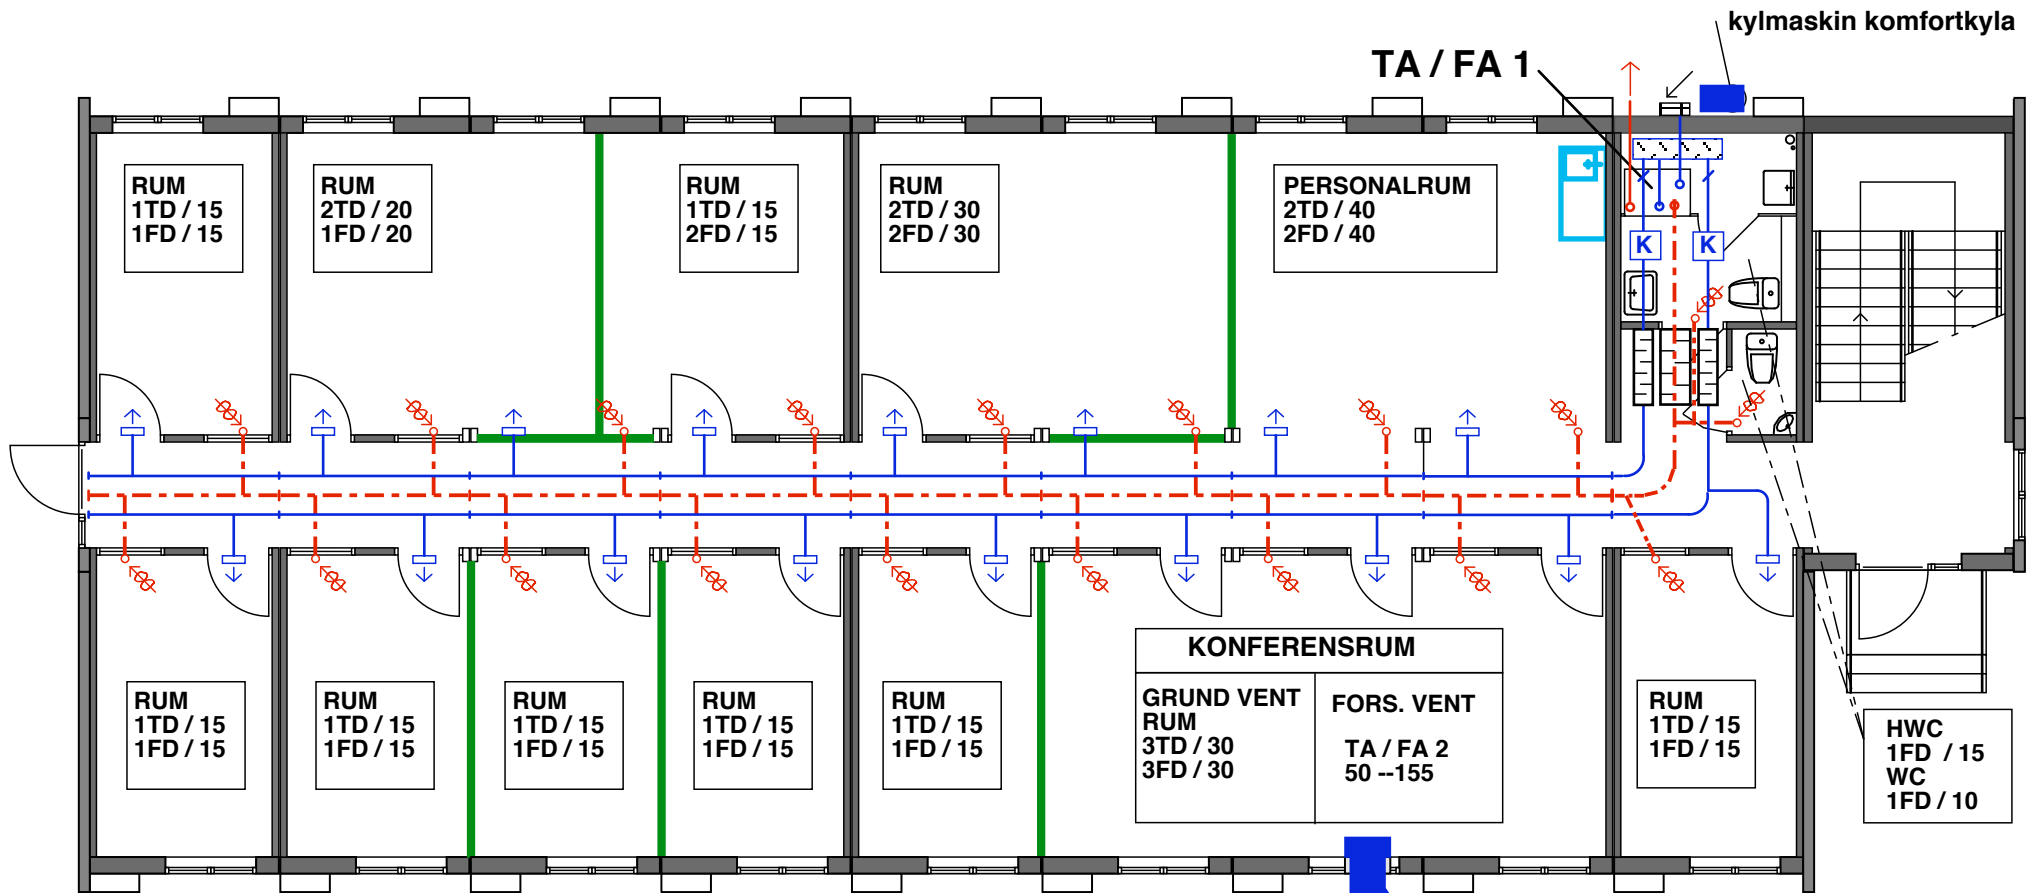 kylmaskin komfortkyla
TA / FA 1
RUM
1TD / 15
1FD / 15
RUM
2TD / 20
1FD / 20
RUM
1TD / 15
2FD / 15
RUM
2TD / 30
2FD / 30
PERSONALRUM
2TD / 40
2FD / 40
K
K
RUM
1TD / 15
1FD / 15
RUM
1TD / 15
1FD / 15
RUM
1TD / 15
1FD / 15
RUM
1TD / 15
1FD / 15
RUM
1TD / 15
1FD / 15
KONFERENSRUM
GRUND VENT
RUM
3TD / 30
3FD / 30
FORS. VENT
TA / FA 2
50 --155
RUM
1TD / 15
1FD / 15
HWC
1FD / 15
WC
1FD / 10